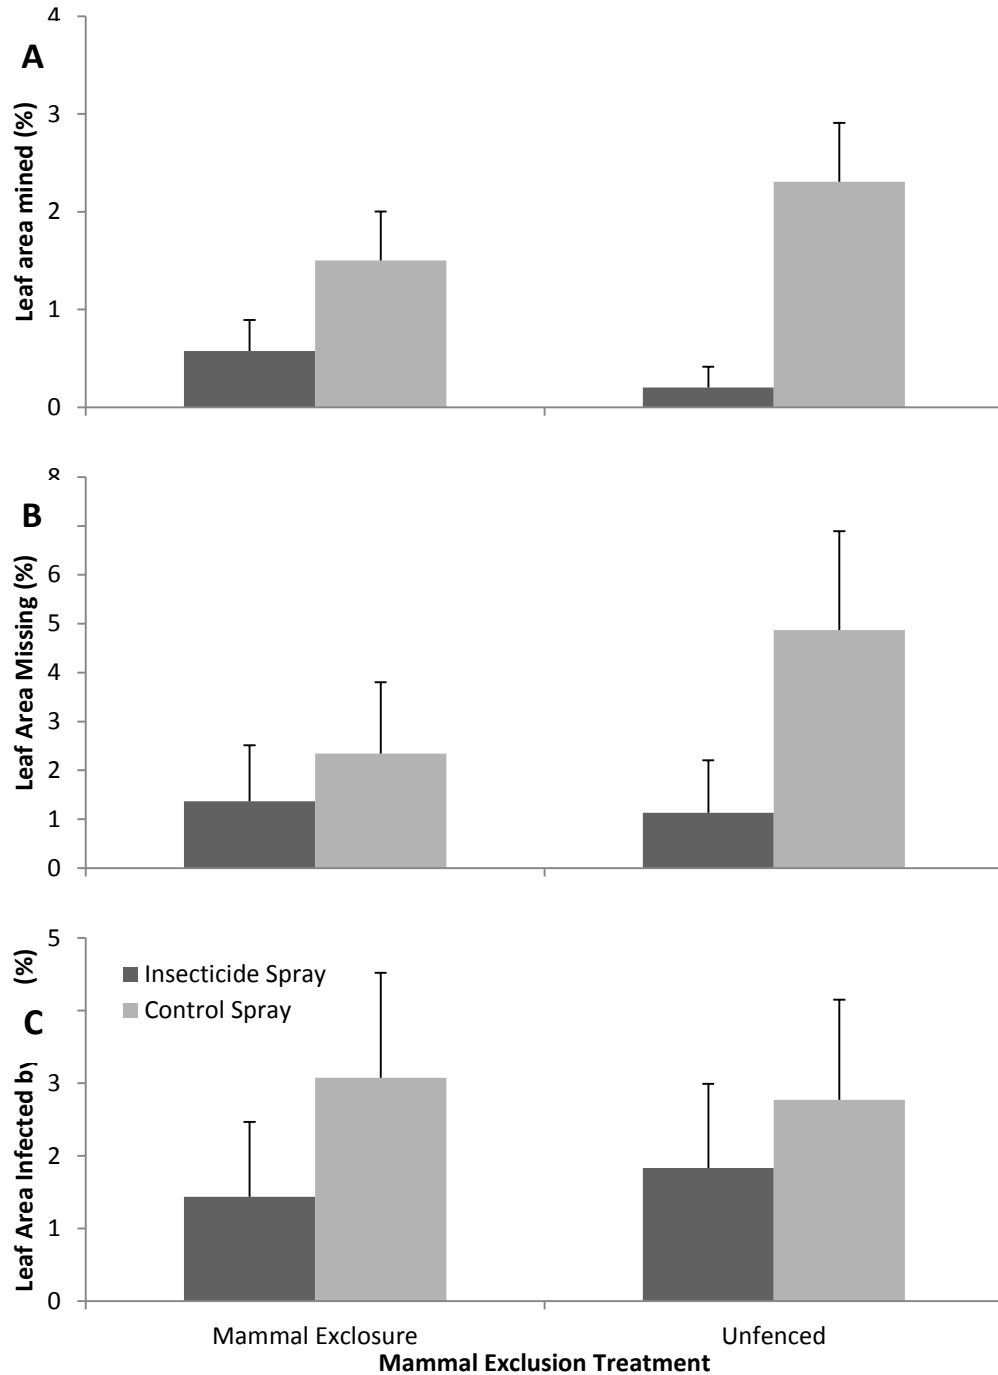 4
A
Leaf area mined (%)
3
2
1
0
8
B
Leaf Area Missing (%)
6
5
4
3
2
1
0
5
(%)
Insecticide Spray
Control Spray
C
Leaf Area Infected by
3
2
1
0
Mammal Exclosure
Unfenced
Mammal Exclusion Treatment